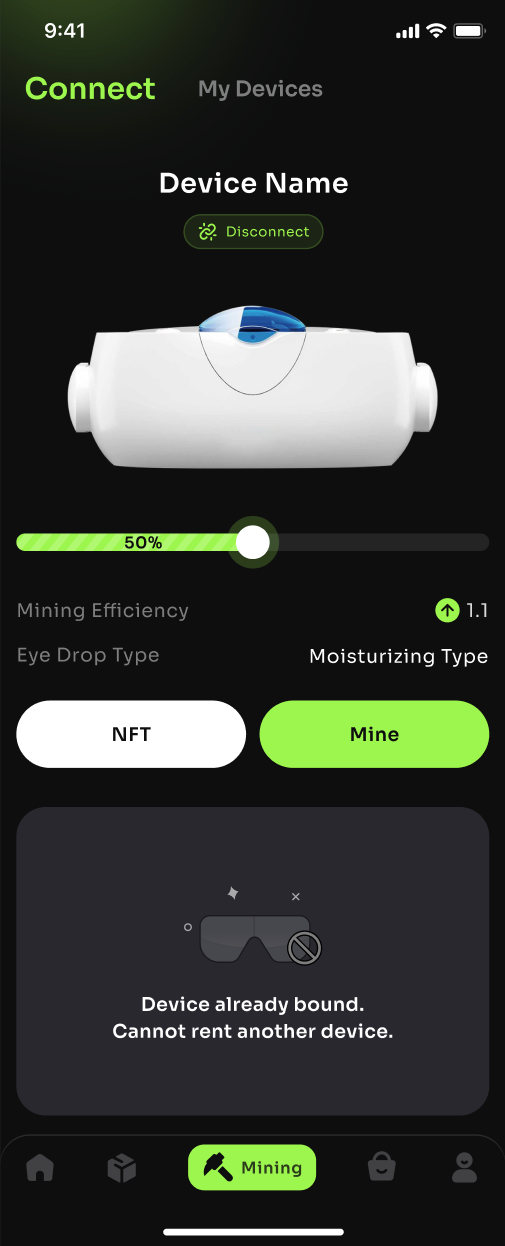 9:41
Connect
My Devices
Device Name
Disconnect
50%
Mining Efficiency
1.1
Eye Drop Type
Moisturizing Type
NFT
Mine
Device already bound.
Cannot rent another device.
Mining